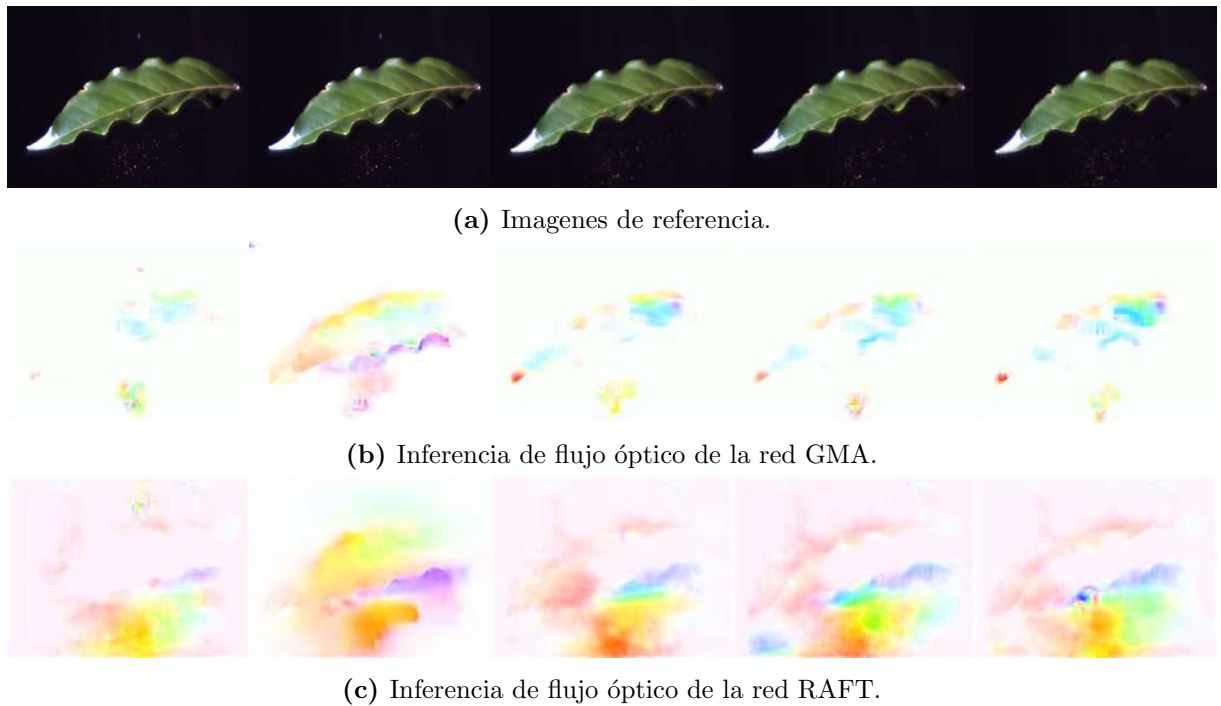 (a) Imagenes de referencia.
(b) Inferencia de flujo óptico de la red GMA.
(c) Inferencia de flujo óptico de la red RAFT.